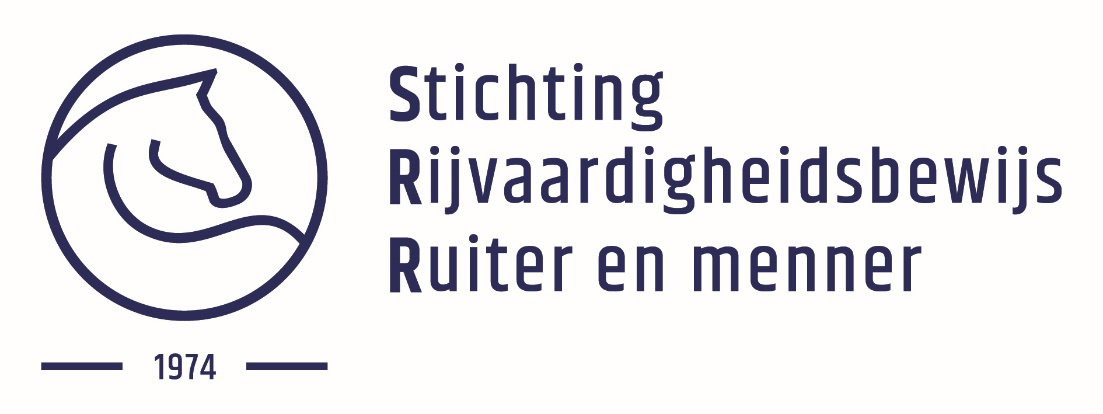 Stichting
Rijvaardigheidsbewijs
Ruiter en menner
1974